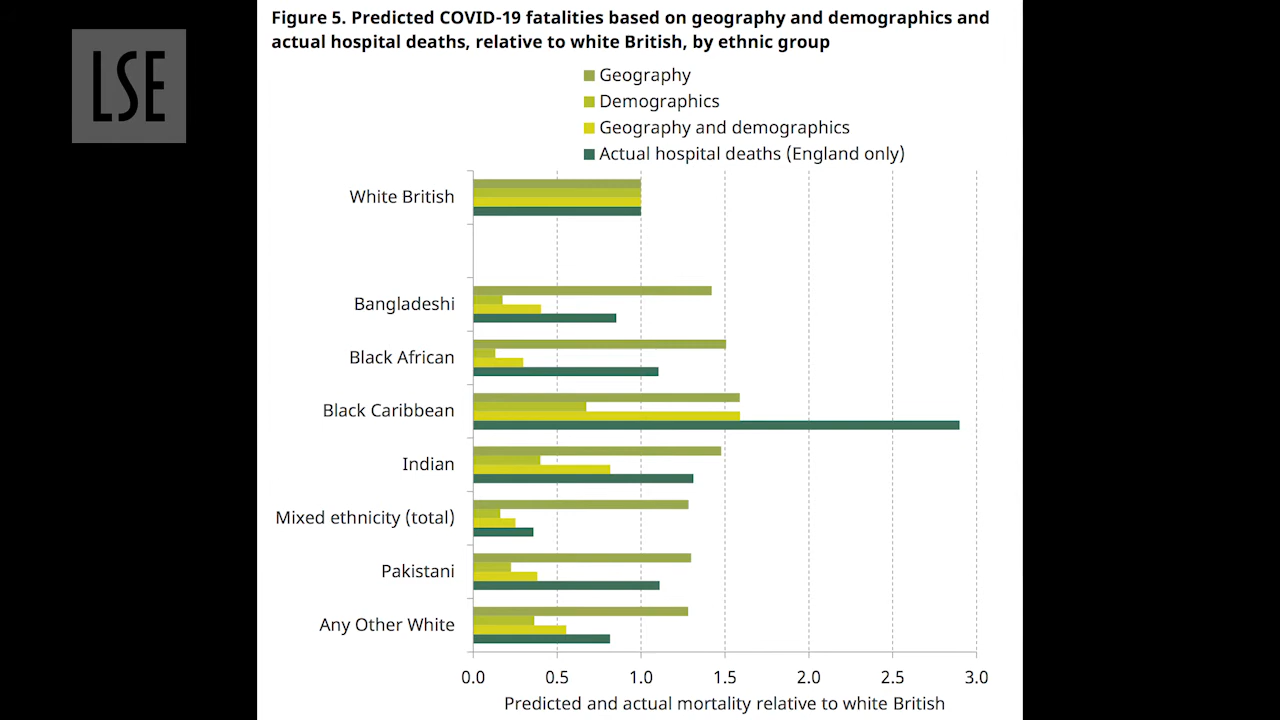 Figure 5. Predicted COVID-19 fatalities based on geography and demographics and
actual hospital deaths, relative to white British, by ethnic group
LSE
Geography
Demographics
Geography and demographics
Actual hospital deaths (England only)
White British
Bangladeshi
Black African
Black Caribbean
Indian
Mixed ethnicity (total)
Pakistani
Any Other White
0.0 0.5 1.0 1.5 2.0 2.5 3.0
Predicted and actual mortality relative to white British